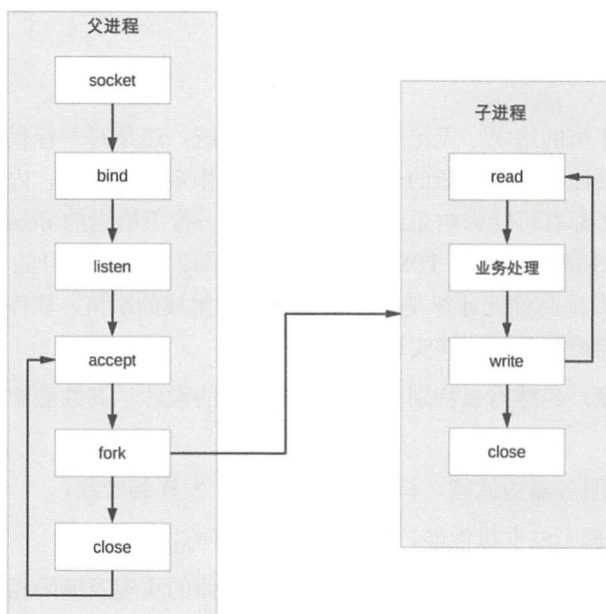 父进程
socket
bind
listen
accept
fork
close
子进程
read
业务处理
write
close